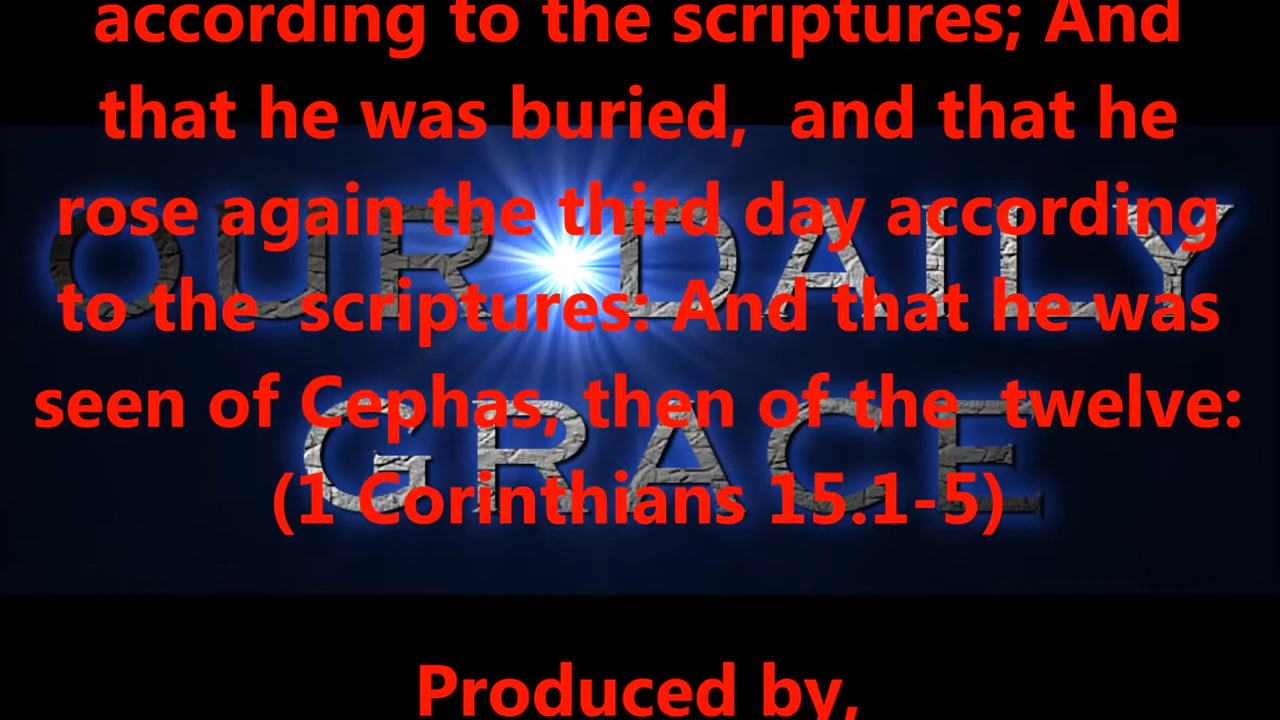 according to the scriptures; And
that he was buried,  and that he
rose again the third day according
to the  scriptures: And that he was
seen of Cephas, then of the  twelve:
(1 Corinthians 15.1-5)
Produced by,
OUR DAILY
GRACE